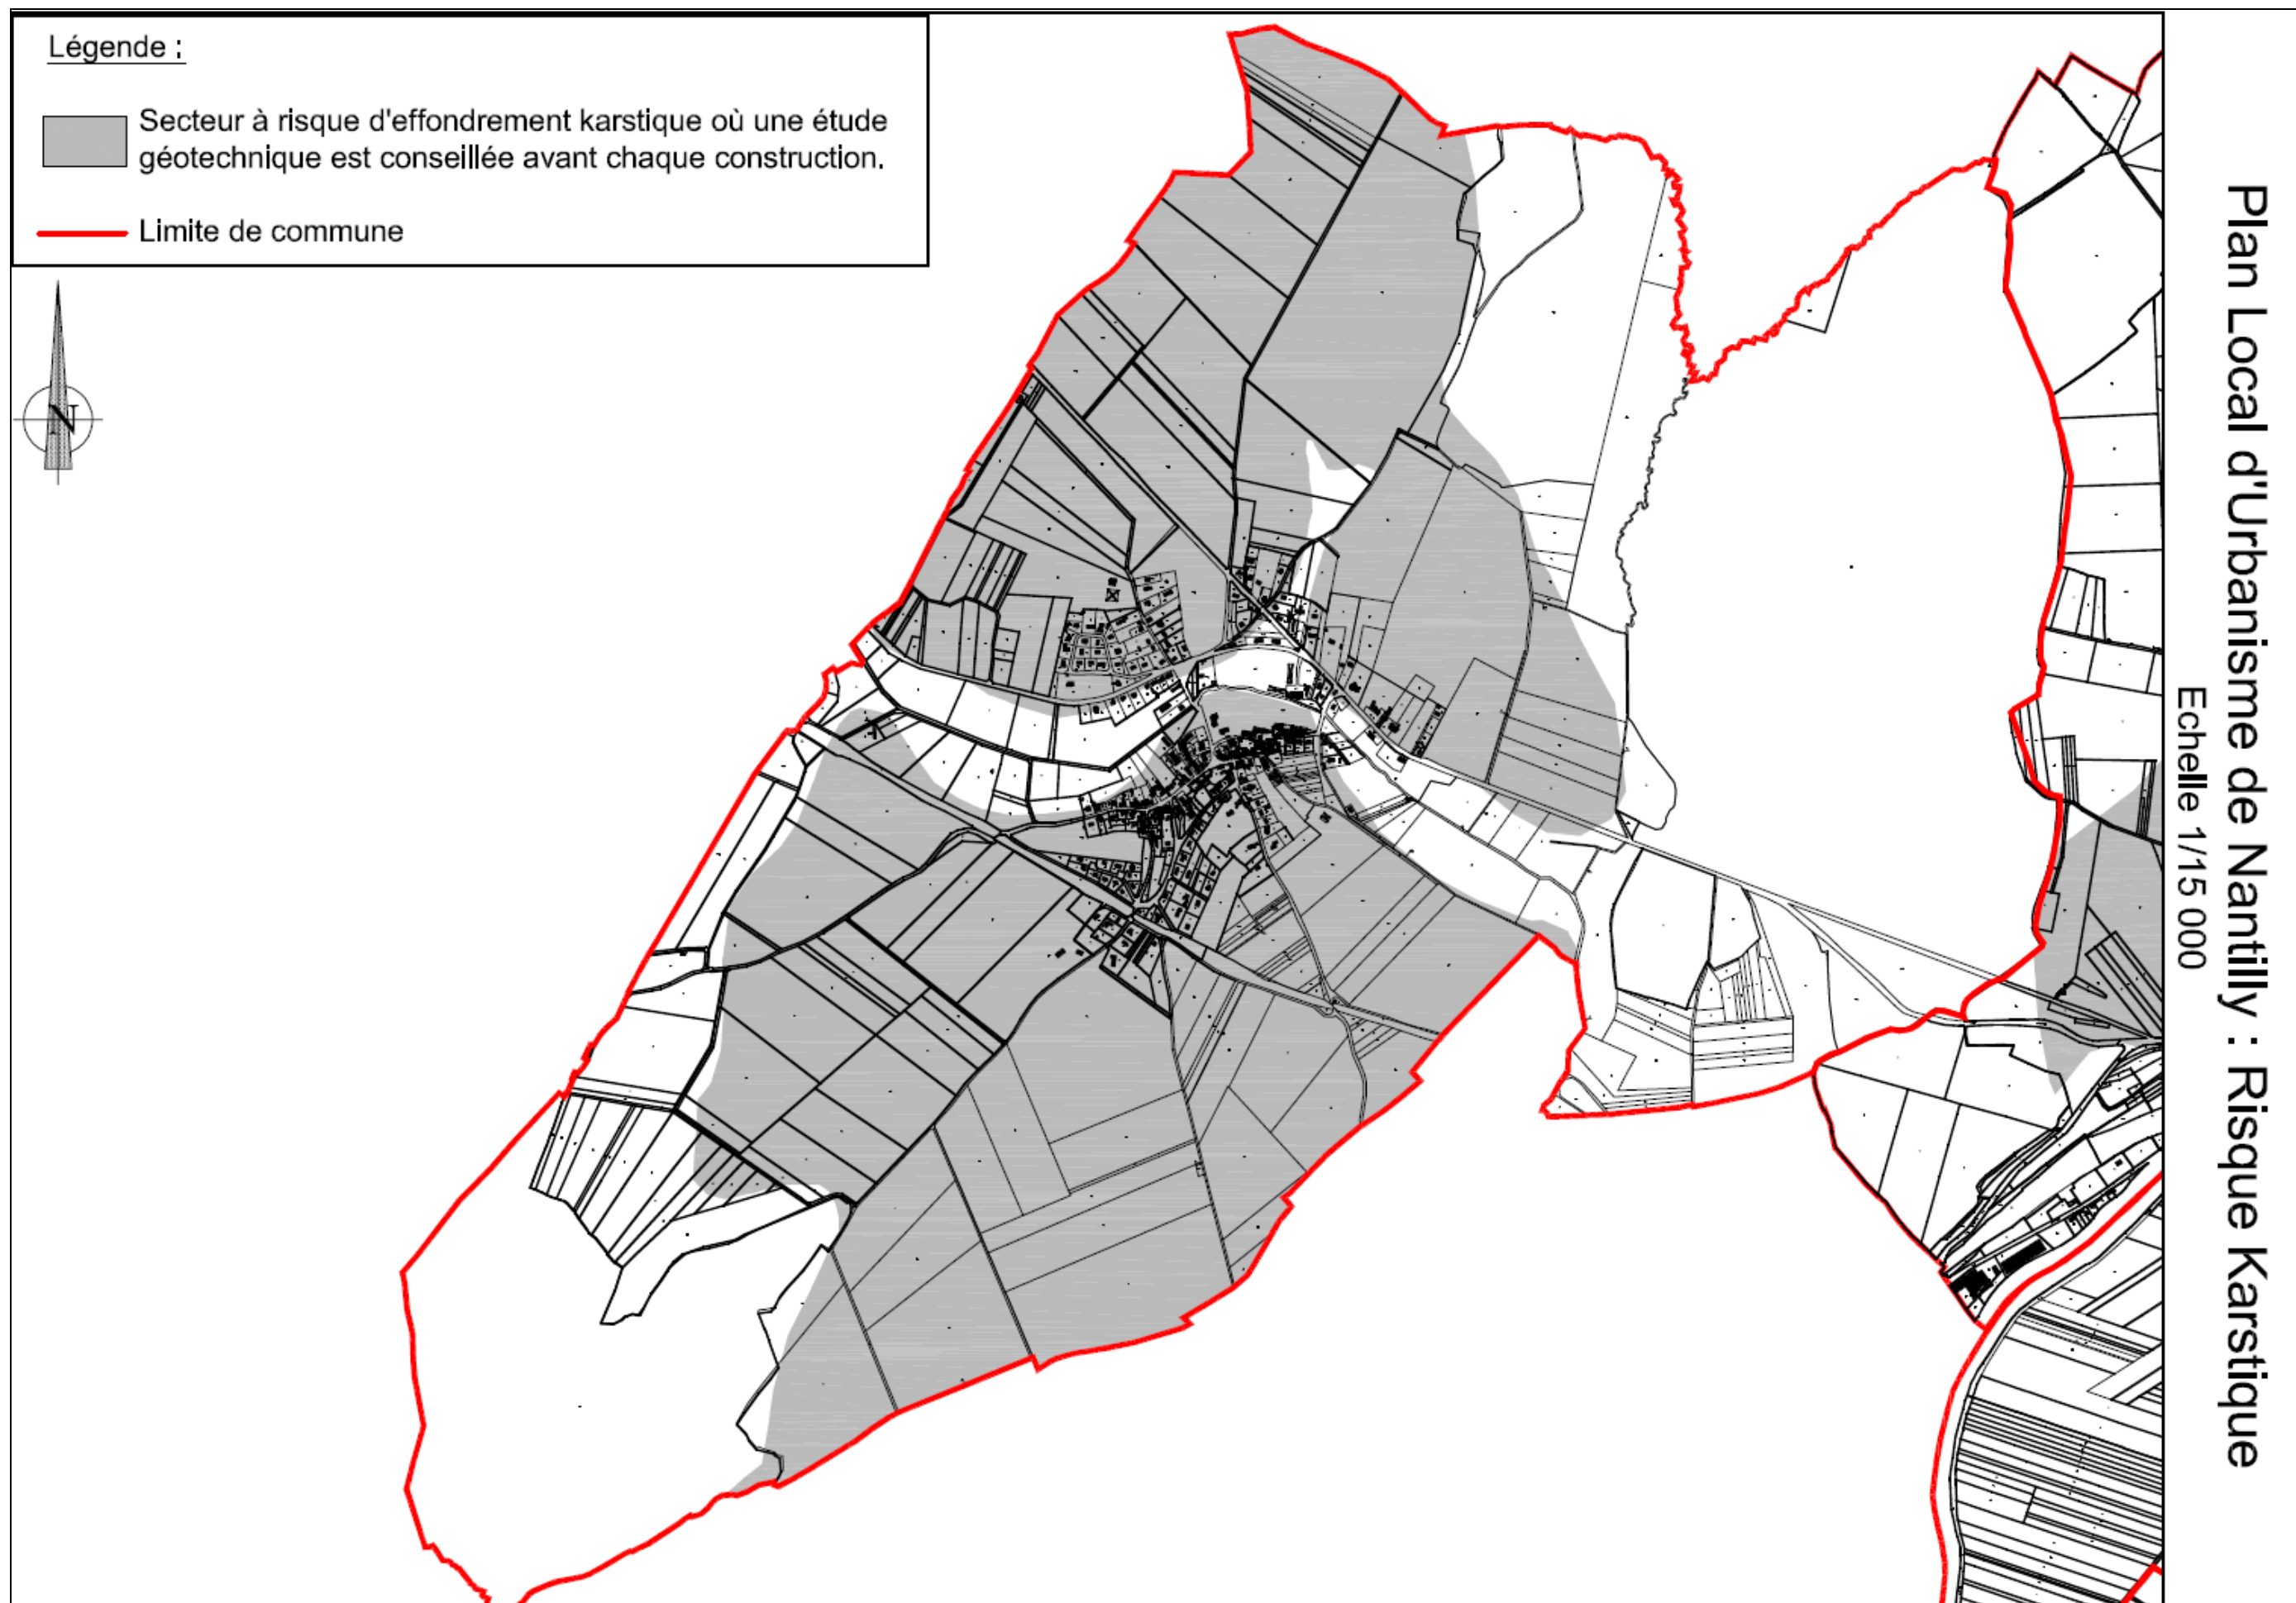 Légende :
Secteur à risque d'effondrement karstique où une étude
géotechnique est conseillée avant chaque construction.
Limite de commune
N
Plan Local d'Urbanisme de Nantilly : Risque Karstique
Echelle 1/15 000